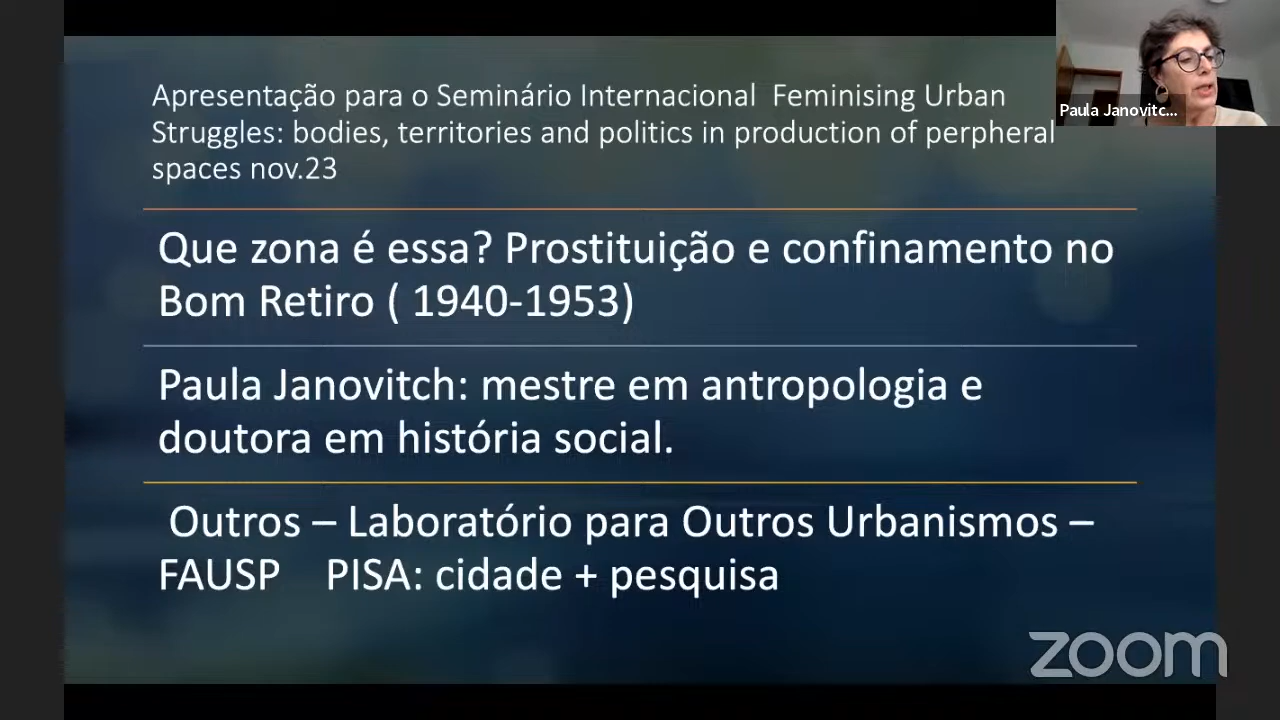 Apresentação para o Seminário Internacional Feminising Urban
Struggles: bodies, territories and politics in production of perpheral
spaces nov.23
Paula Janovitc...
Que zona é essa? Prostituição e confinamento no
Bom Retiro ( 1940-1953)
Paula Janovitch: mestre em antropologia e
doutora em história social.
Outros – Laboratório para Outros Urbanismos –
FAUSP PISA: cidade + pesquisa
zoom